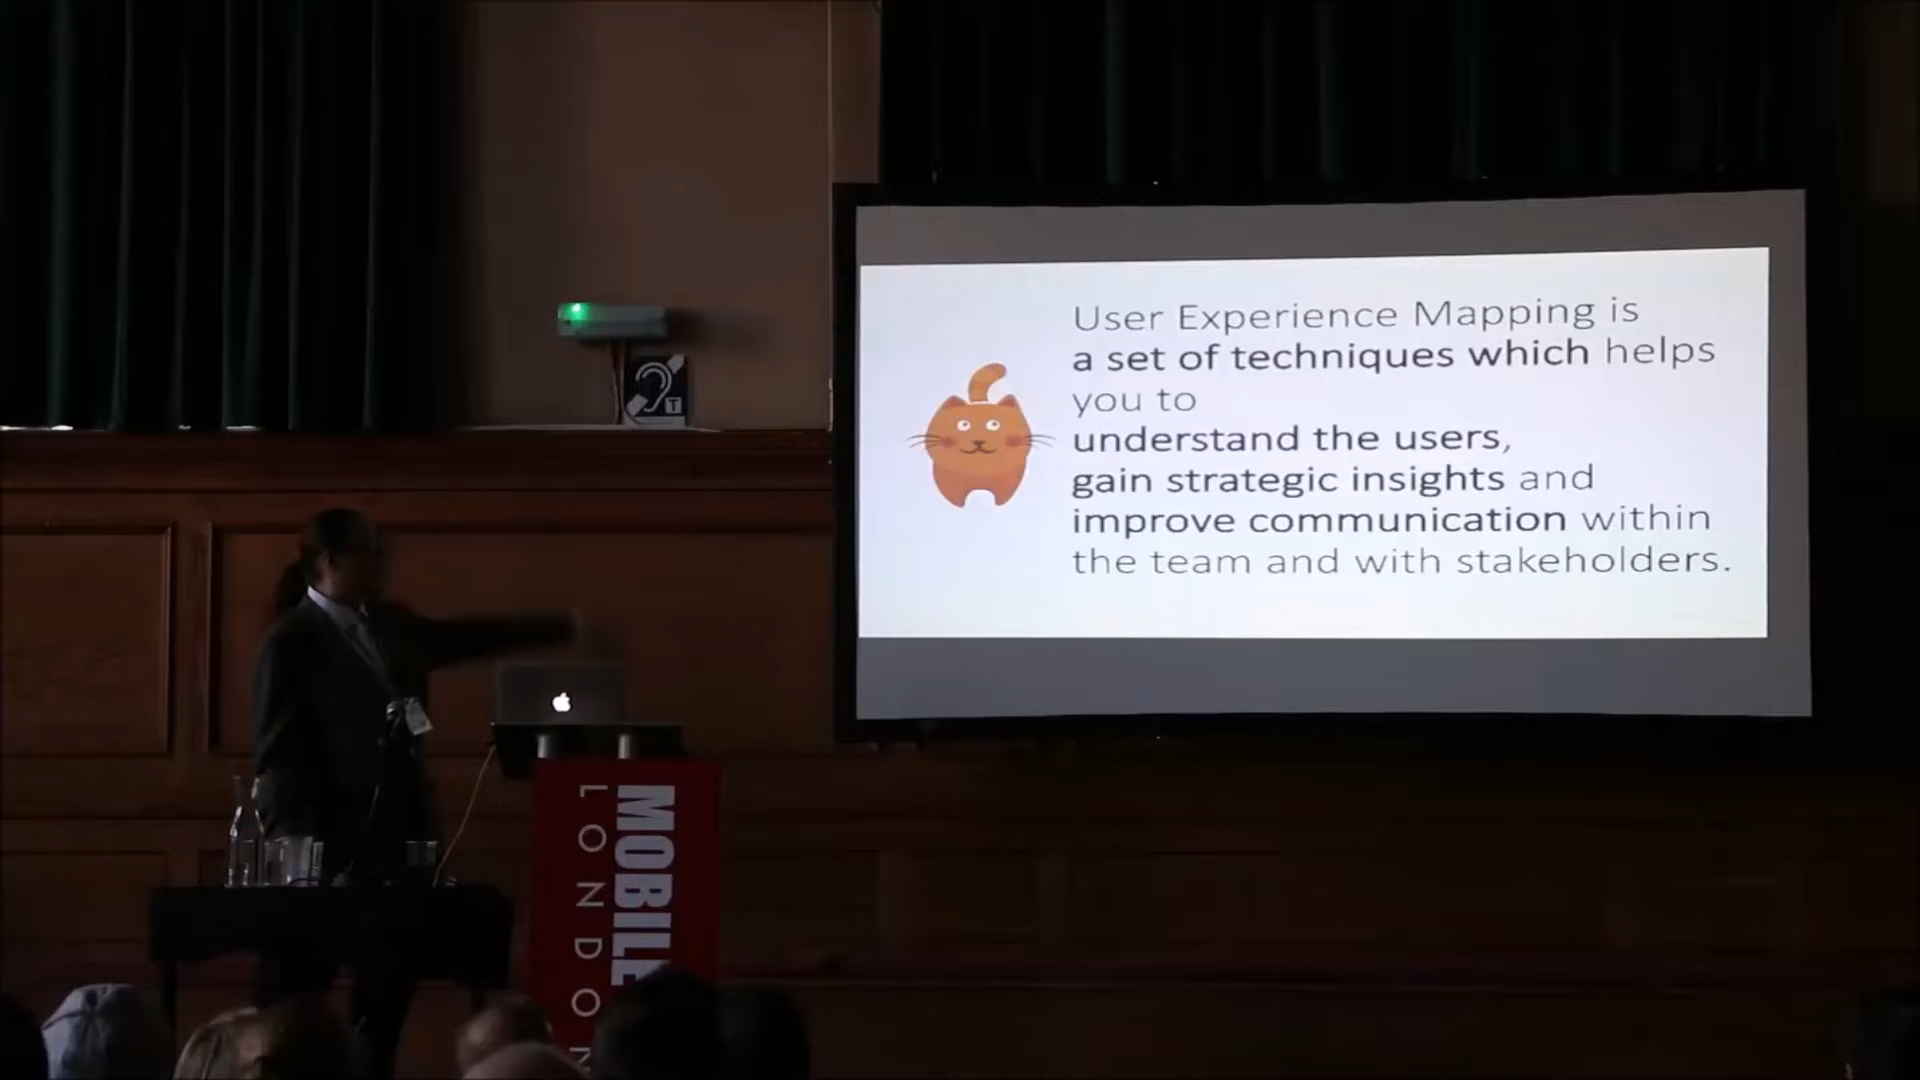 User Experience Mapping is
a set of techniques which helps
you to
understand the users,
gain strategic insights and
improve communication within
the team and with stakeholders.
T
MOBILE
LONDON